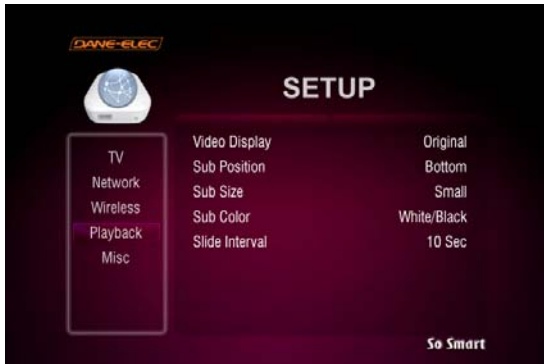 DANE-ELEC
SETUP
TV
Network
Wireless
Playback
Misc
Video Display Original
Sub Position Bottom
Sub Size Small
Sub Color White/Black
Slide Interval 10 Sec
So Smart